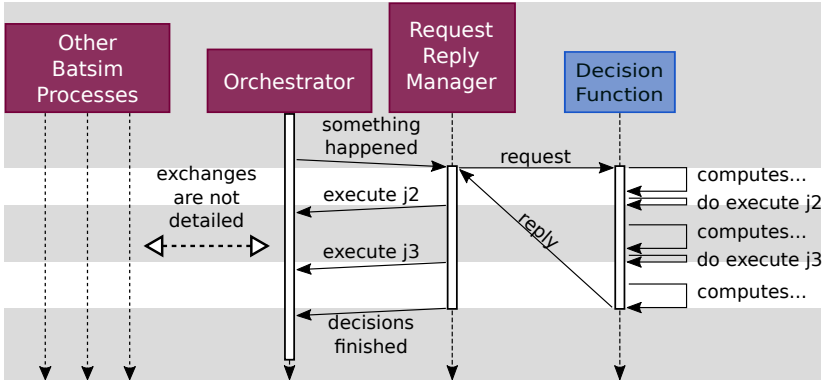 Other
Batsim
Processes
Orchestrator
Request
Reply
Manager
Decision
Function
something
happened
request
computes...
exchanges
are not
detailed
execute j2
do execute j2
reply
computes...
execute j3
do execute j3
computes...
decisions
finished